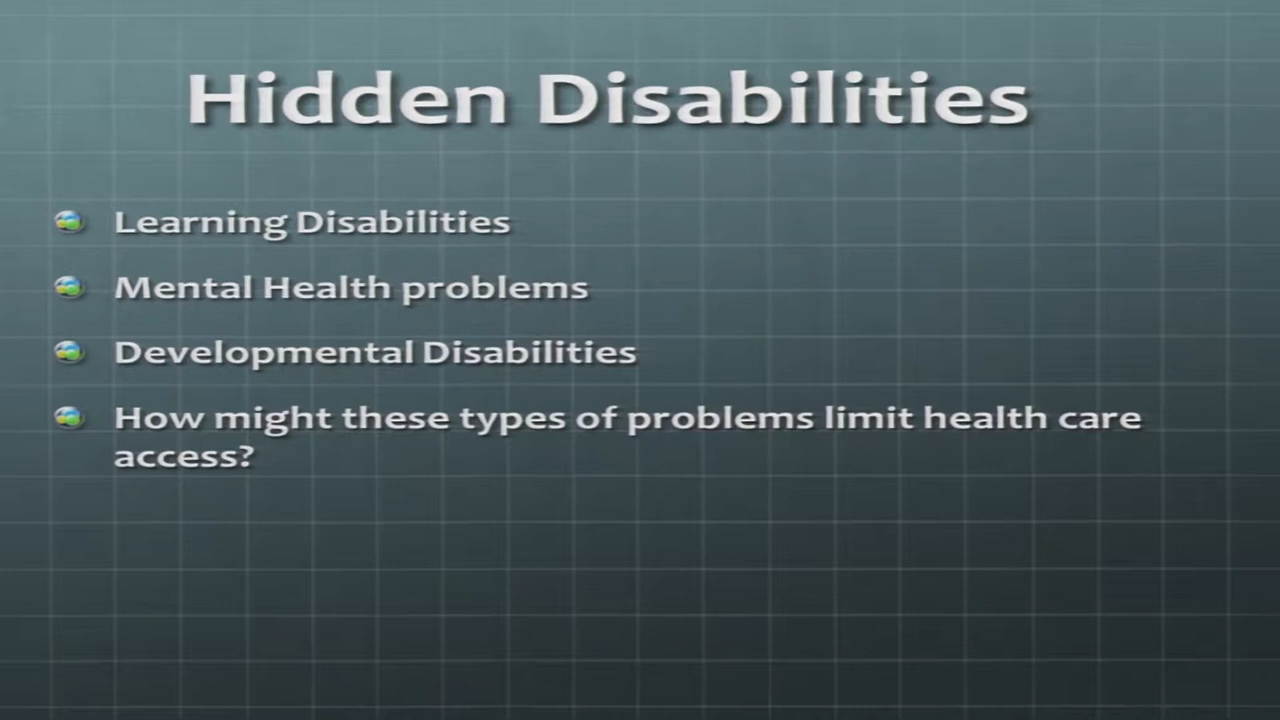 Hidden Disabilities
Learning Disabilities
Mental Health problems
Developmental Disabilities
How might these types of problems limit health care
access?